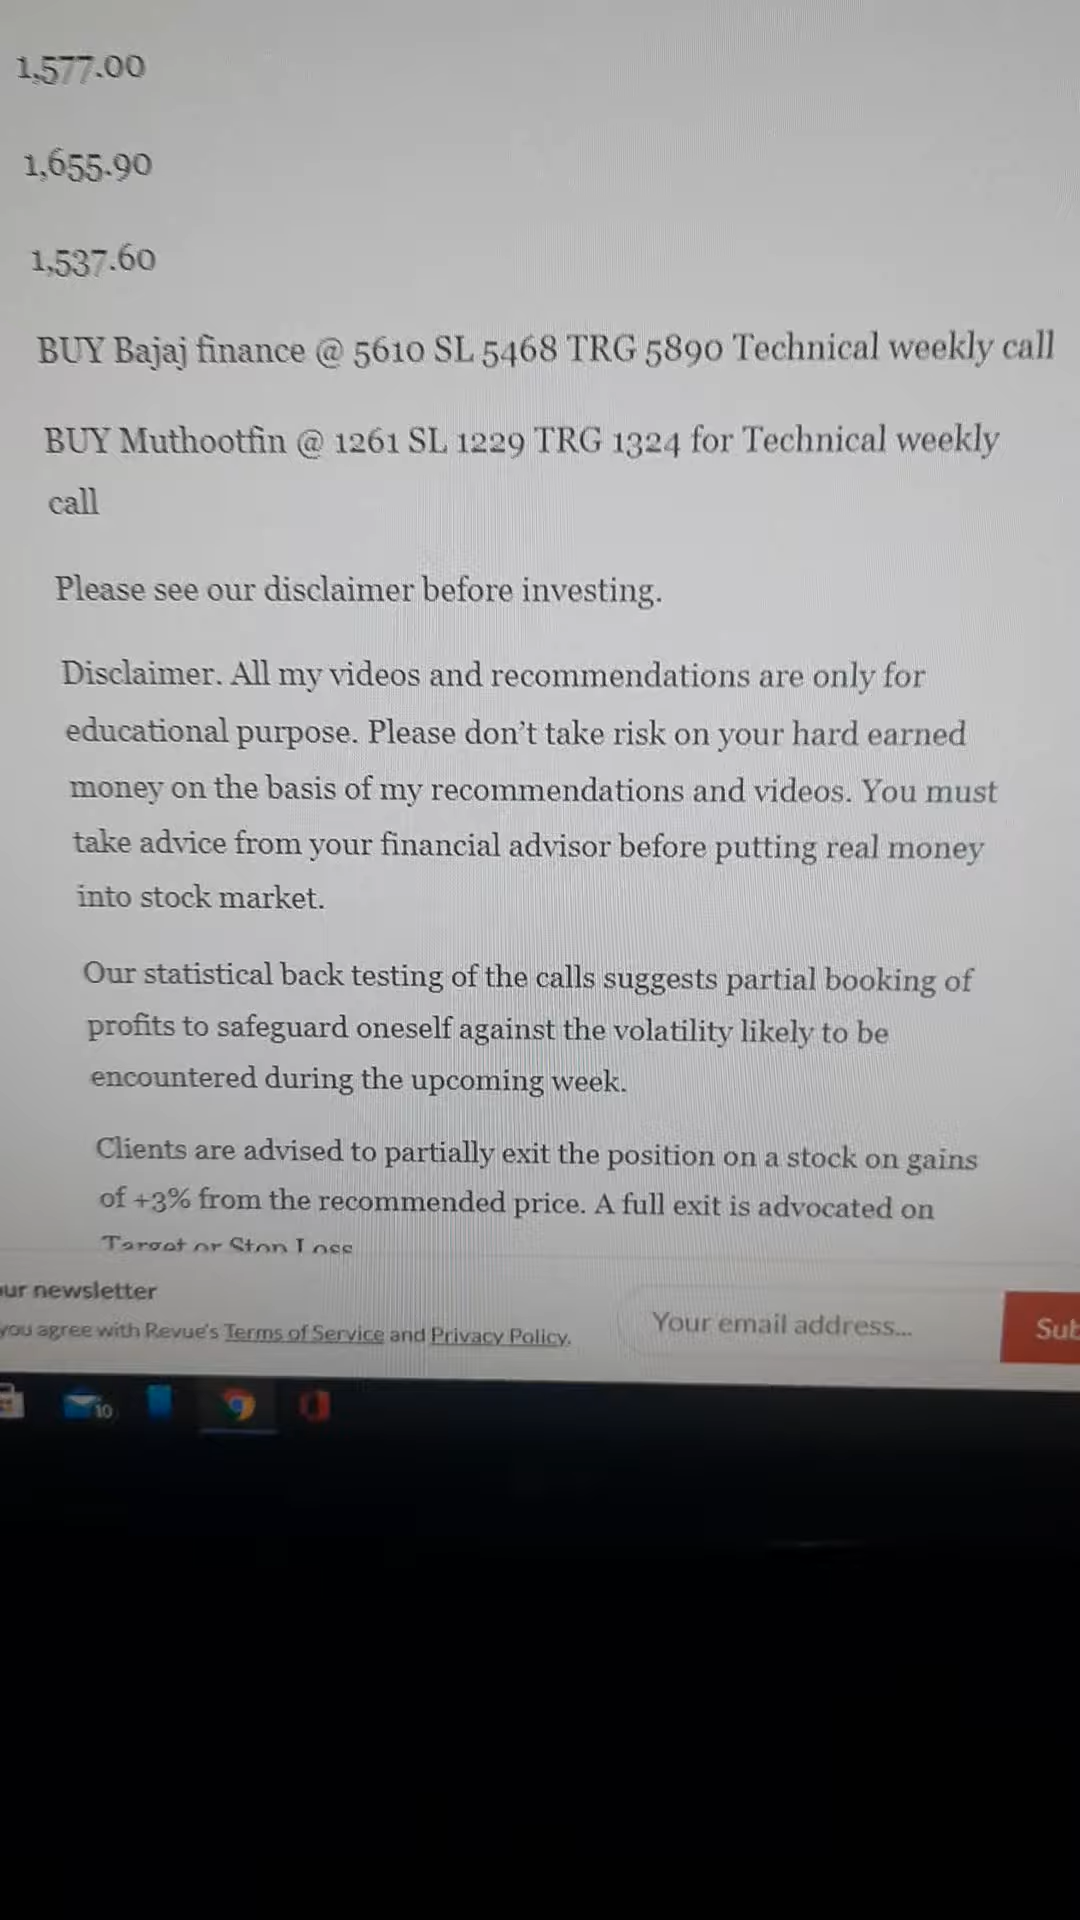 1,577.00
1,655.90
1,537.60
BUY Bajaj finance @ 5610 SL 5468 TRG 5890 Technical weekly call
BUY Muthootfin @ 1261 SL 1229 TRG 1324 for Technical weekly
call
Please see our disclaimer before investing.
Disclaimer. All my videos and recommendations are only for
educational purpose. Please don't take risk on your hard earned
money on the basis of my recommendations and videos. You must
take advice from your financial advisor before putting real money
into stock market.
Our statistical back testing of the calls suggests partial booking of
profits to safeguard oneself against the volatility likely to be
encountered during the upcoming week.
Clients are advised to partially exit the position on a stock on gains
of +3% from the recommended price. A full exit is advocated on
Target or Stop Loss
ur newsletter
you agree with Revue's Terms of Service and Privacy Policy.
Your email address...
Sub
10